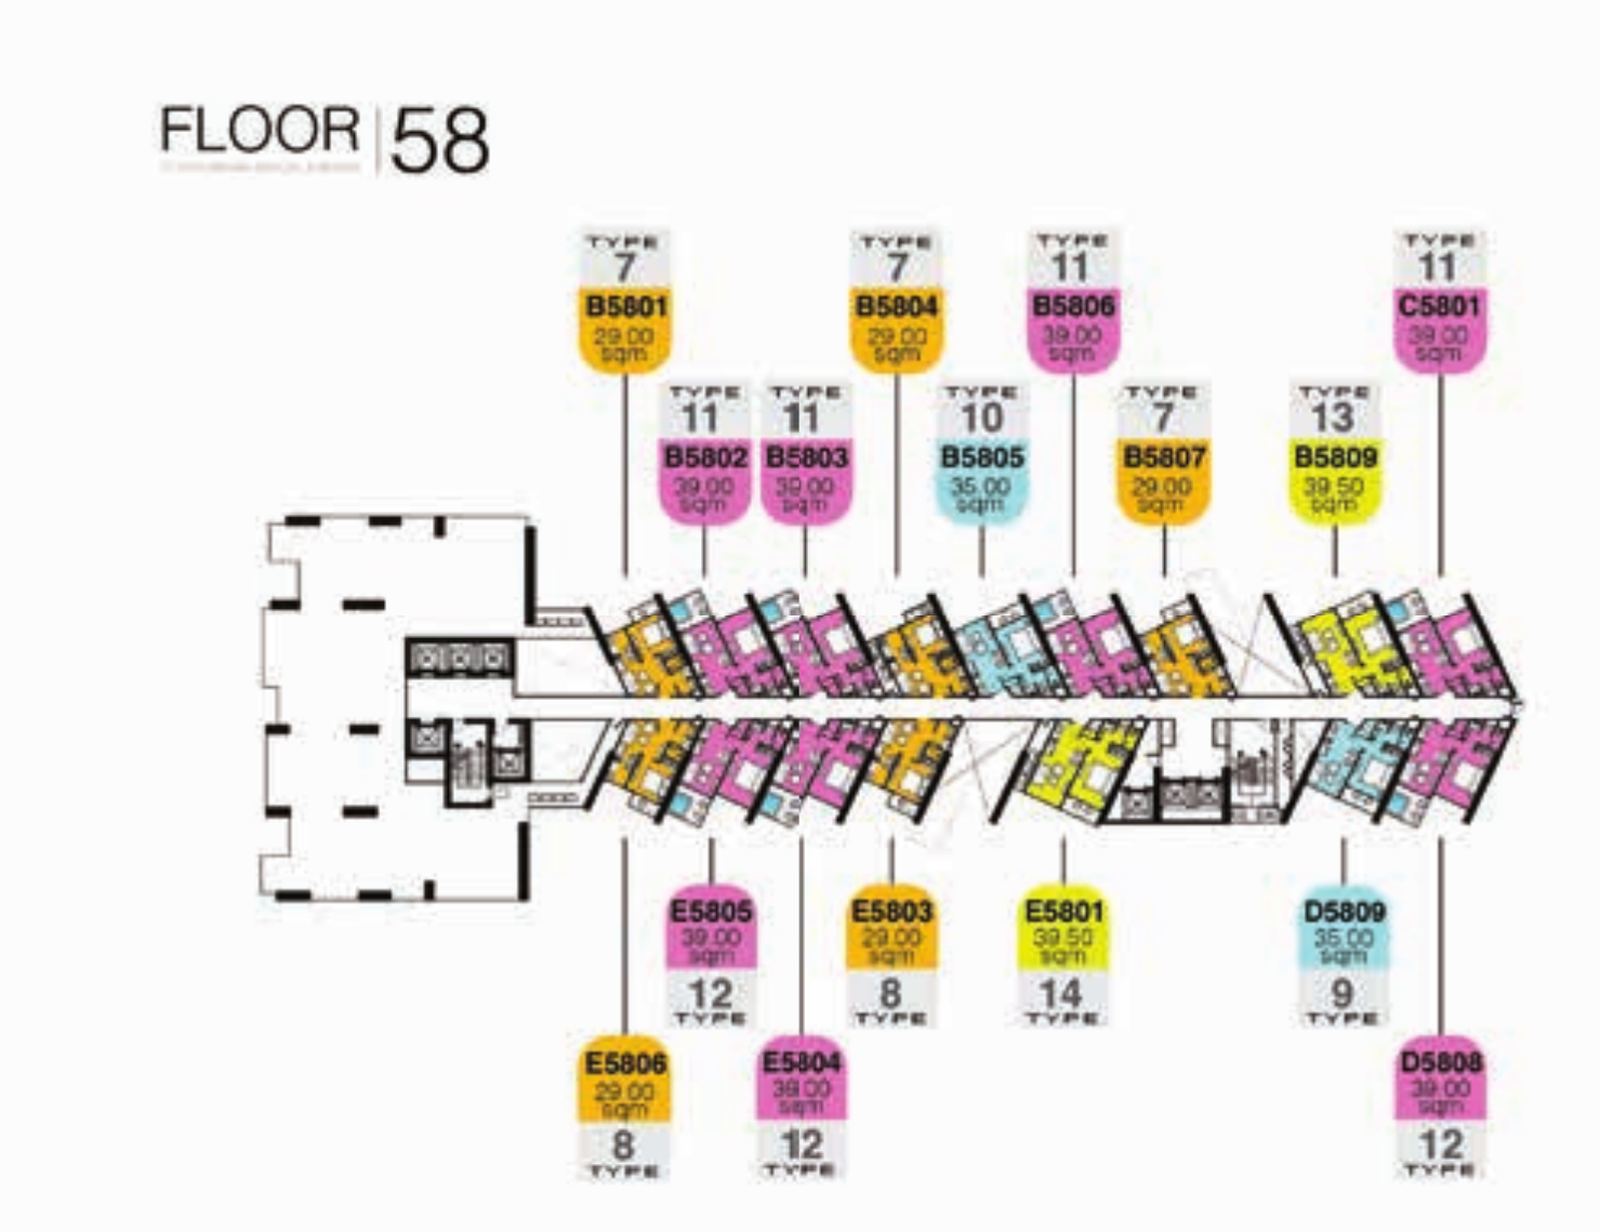 FLOOR 58
TYPE
7
B5801
29.00
sqm
TYPE
7
B5804
29.00
sqm
TYPE
11
B5806
39.00
sqm
TYPE
11
C5801
39.00
sqm
TYPE
11
B5802
39.00
sqm
TYPE
11
B5803
39.00
sqm
TYPE
10
B5805
35.00
sqm
TYPE
7
B5807
29.00
sqm
TYPE
13
B5809
39.50
sqm
E5805
39.00
sqm
12
TYPE
E5803
29.00
sqm
8
TYPE
E5801
39.50
sqm
14
TYPE
D5809
35.00
sqm
9
TYPE
E5806
29.00
sqm
8
TYPE
E5804
39.00
sqm
12
TYPE
D5808
39.00
sqm
12
TYPE